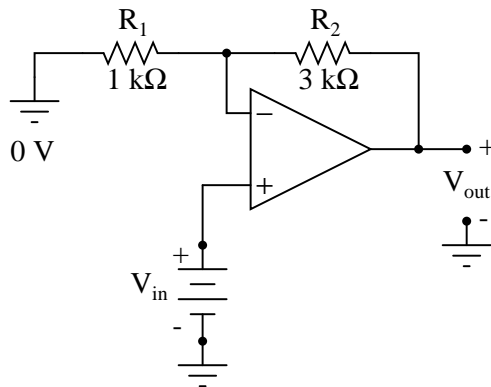 R1 R2
1 kΩ 3 kΩ
−
0 V
+
+
Vout
-
+
Vin
-